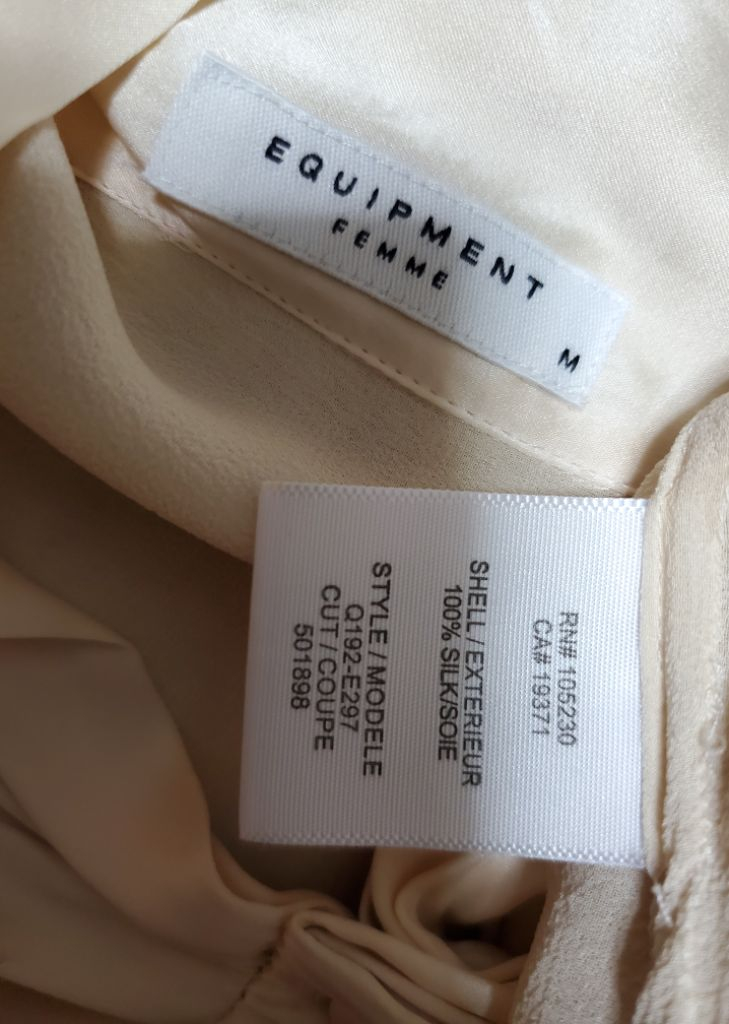 EQUIPMENT
FEMME
M
RN# 105230
CA# 19371
SHELL / EXTERIEUR
100% SILK/SOIE
STYLE / MODELE
Q192-E297
CUT / COUPE
501898